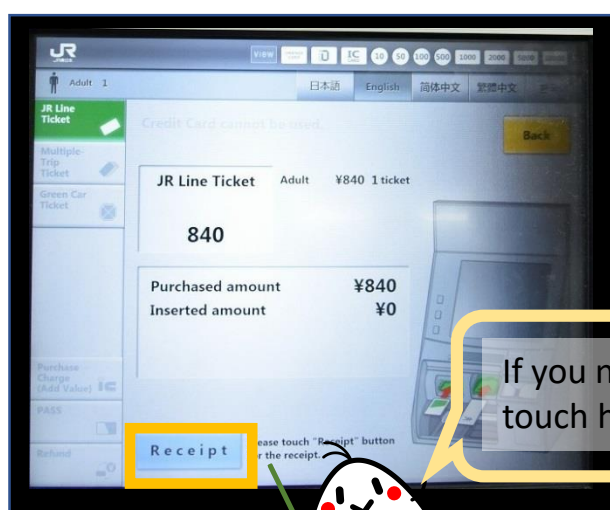 JR
VIEW IC 10 50 100 500 1000 2000 5000
Adult 1 日本語 English 简体中文 繁體中文
JR Line
Ticket
Credit Card cannot be used.
Back
Multiple-
Trip
Ticket
JR Line Ticket Adult ¥840 1 ticket
Green Car
Ticket
840
Purchased amount ¥840
Inserted amount ¥0
If you
touch
Purchase
Charge
(Add Value)
PASS
Receipt
touch "Receipt" button
the receipt.
Refund